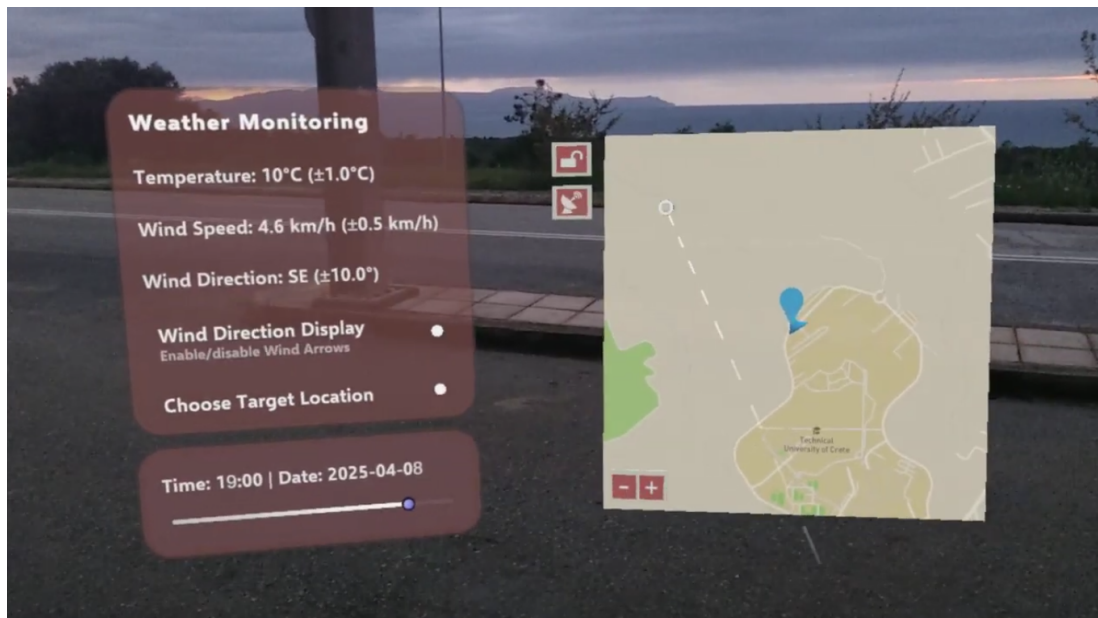 Weather Monitoring
Temperature: 10°C (±1.0°C)
Wind Speed: 4.6 km/h (±0.5 km/h)
Wind Direction: SE (±10.0°)
Wind Direction Display
Enable/disable Wind Arrows
Choose Target Location
Time: 19:00 | Date: 2025-04-08
Technical
University of Crete